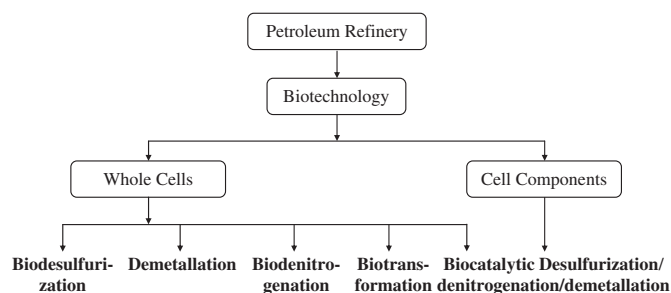 Petroleum Refinery
Biotechnology
Whole Cells
Cell Components
Biodesulfuri-
zation
Demetallation
Biodenitro-
genation
Biotrans-
formation
Biocatalytic Desulfurization/
denitrogenation/demetallation